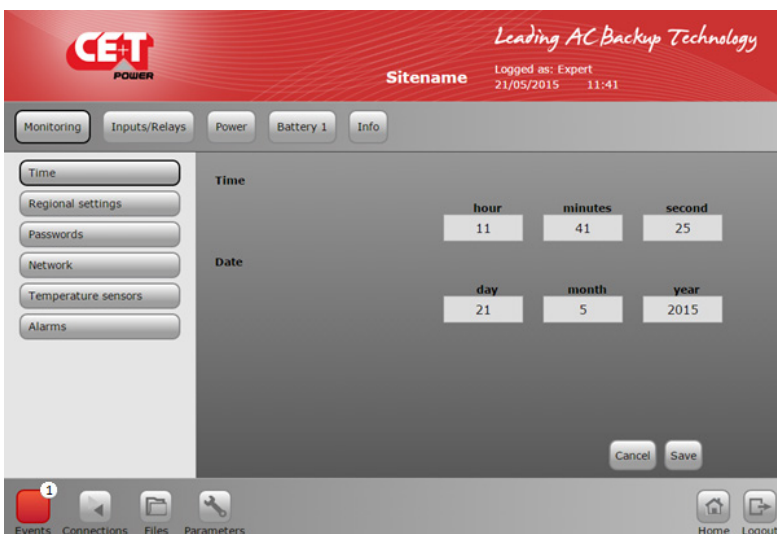 CE+T
POWER
Leading AC Backup Technology
Sitename
Logged as: Expert
21/05/2015 11:41
Monitoring
Inputs/Relays
Power
Battery 1
Info
Time
Regional settings
Passwords
Network
Temperature sensors
Alarms
Time
hour minutes second
11 41 25
Date
day month year
21 5 2015
Cancel Save
1
Events Connections Files Parameters
Home Logout